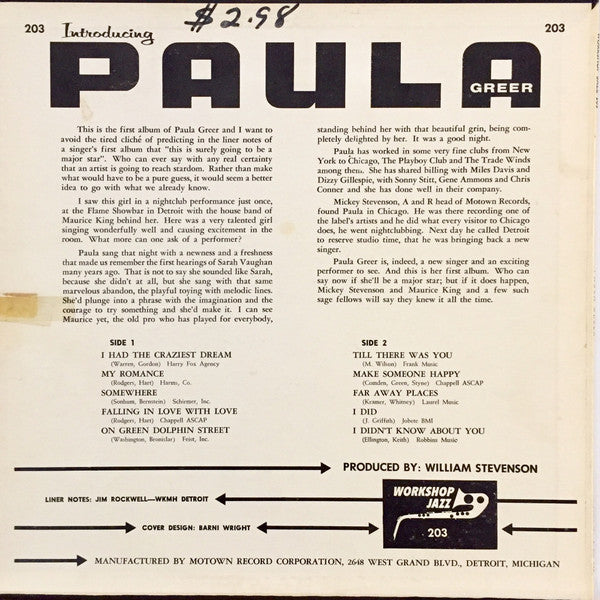 $2.98
203 Introducing 203
PAULA
GREER
This is the first album of Paula Greer and I want to
avoid the tired cliché of predicting in the liner notes of
a singer's first album that "this is surely going to be a
major star". Who can ever say with any real certainty
that an artist is going to reach stardom. Rather than make
what would have to be a pure guess, it would seem a better
idea to go with what we already know.
I saw this girl in a nightclub performance just once,
at the Flame Showbar in Detroit with the house band of
Maurice King behind her. Here was a very talented girl
singing wonderfully well and causing excitement in the
room. What more can one ask of a performer?
Paula sang that night with a newness and a freshness
that made us remember the first hearings of Sarah Vaughan
many years ago. That is not to say she sounded like Sarah,
because she didn't at all, but she sang with that same
marvelous abandon, the playful toying with melodic lines.
She'd plunge into a phrase with the imagination and the
courage to try something and she'd make it. I can see
Maurice yet, the old pro who has played for everybody,
standing behind her with that beautiful grin, being com-
pletely delighted by her. It was a good night.
Paula has worked in some very fine clubs from New
York to Chicago, The Playboy Club and The Trade Winds
among them. She has shared billing with Miles Davis and
Dizzy Gillespie, with Sonny Stitt, Gene Ammons and Chris
Conner and she has done well in their company.
Mickey Stevenson, A and R head of Motown Records,
found Paula in Chicago. He was there recording one of
the label's artists and he did what every visitor to Chicago
does, he went nightclubbing. Next day he called Detroit
to reserve studio time, that he was bringing back a new
singer.
Paula Greer is, indeed, a new singer and an exciting
performer to see. And this is her first album. Who can
say now if she'll be a major star; but if it does happen,
Mickey Stevenson and Maurice King and a few such
sage fellows will say they knew it all the time.
SIDE 1
I HAD THE CRAZIEST DREAM
(Warren, Gordon) Harry Fox Agency
MY ROMANCE
(Rodgers, Hart) Harms, Co.
SOMEWHERE
(Sonhum, Bernstein) Schirmer, Inc.
FALLING IN LOVE WITH LOVE
(Rodgers, Hart) Chappell ASCAP
ON GREEN DOLPHIN STREET
(Washington, Bronislar) Feist, Inc.
SIDE 2
TILL THERE WAS YOU
(M. Wilson) Frank Music
MAKE SOMEONE HAPPY
(Comden, Green, Styne) Chappell ASCAP
FAR AWAY PLACES
(Kramer, Whitney) Laurel Music
I DID
(J. Griffith) Jobete BMI
I DIDN'T KNOW ABOUT YOU
(Ellington, Keith) Robbins Music
PRODUCED BY: WILLIAM STEVENSON
LINER NOTES: JIM ROCKWELL—WKMH DETROIT
WORKSHOP
JAZZ
203
COVER DESIGN: BARNI WRIGHT
MANUFACTURED BY MOTOWN RECORD CORPORATION, 2648 WEST GRAND BLVD., DETROIT, MICHIGAN